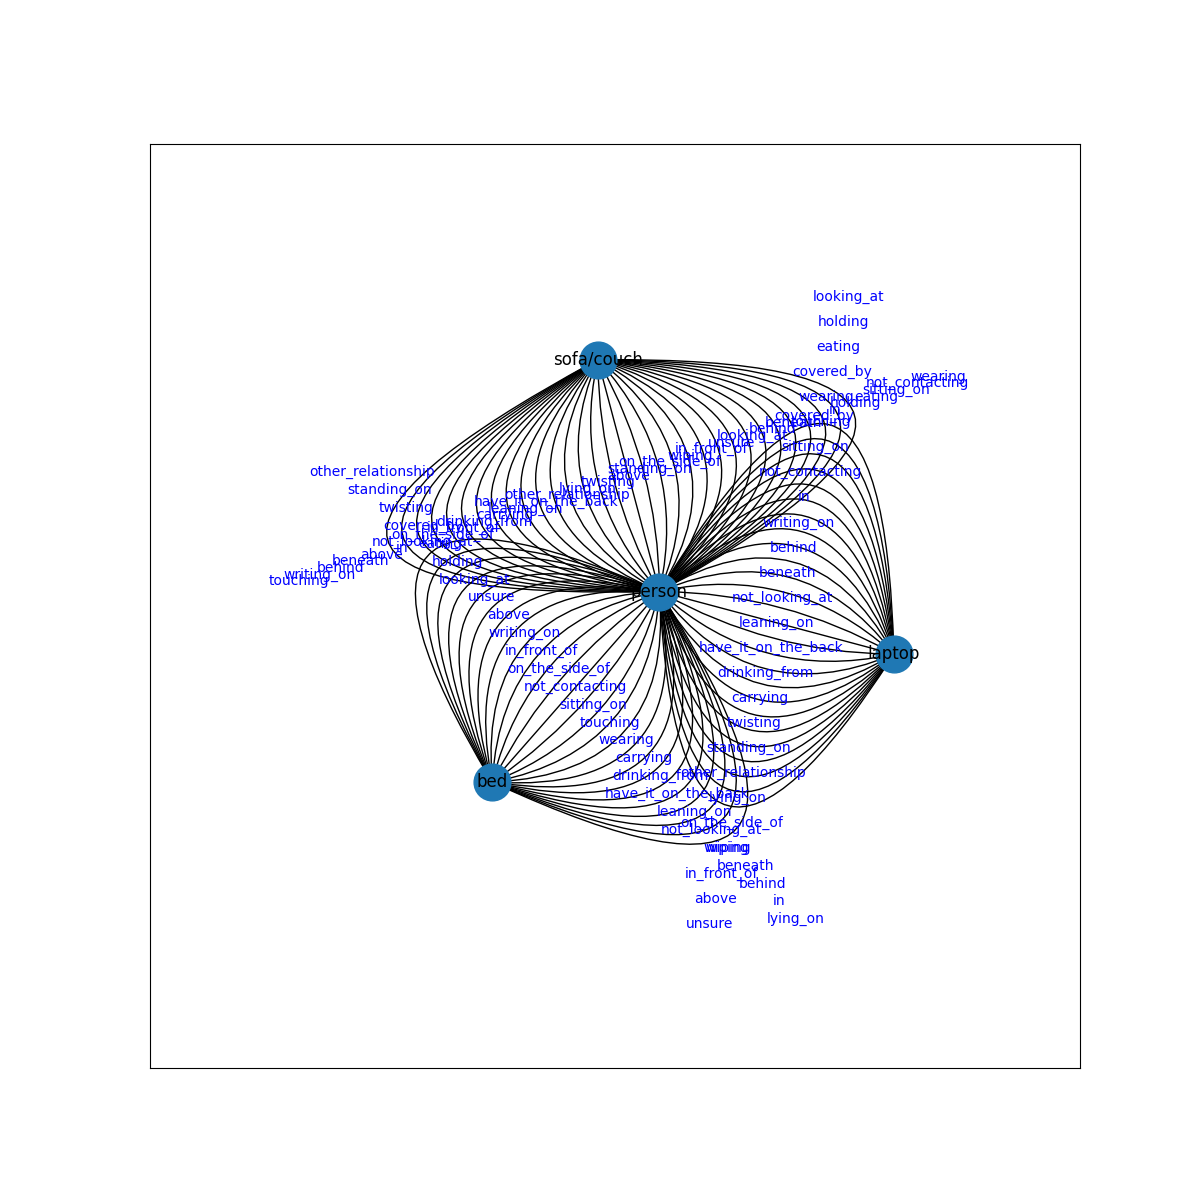 looking_at
holding
eating
sofa/couch
covered_by
wearing
not_contacting
sitting_on
wearing
eating
holding
in
covered_by
touching
beneath
behind
looking_at
unsure
in_front_of
sitting_on
wiping
on_the_side_of
standing_on
above
other_relationship
not_contacting
twisting
standing_on
lying_on
other_relationship
in
have_it_on_the_back
twisting
leaning_on
carrying
drinking_from
writing_on
covered_by
in_front_of
on_the_side_of
not_looking_at
eating
in
behind
above
beneath
holding
behind
beneath
writing_on
touching
looking_at
person
unsure
not_looking_at
above
leaning_on
writing_on
in_front_of
have_it_on_the_back
laptop
on_the_side_of
drinking_from
not_contacting
carrying
sitting_on
touching
twisting
wearing
standing_on
carrying
other_relationship
drinking_from
bed
have_it_on_the_back
lying_on
leaning_on
on_the_side_of
not_looking_at
wiping
beneath
in_front_of
behind
above
in
lying_on
unsure